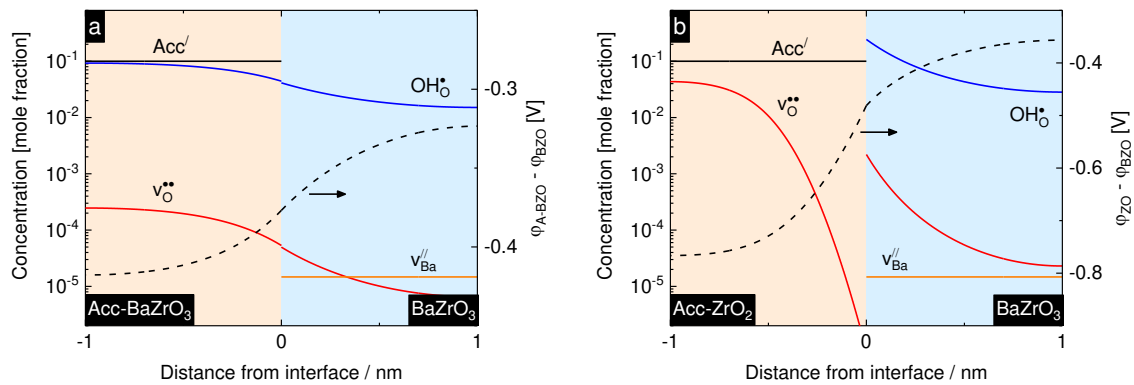 a
Concentration [mole fraction]
10⁻¹
10⁻²
10⁻³
10⁻⁴
10⁻⁵
Acc/
OH•O
v••O
v//Ba
-0.3
-0.4
φA-BZO - φBZO [V]
Acc-BaZrO₃
BaZrO₃
-1
0
1
Distance from interface / nm
b
Concentration [mole fraction]
10⁻¹
10⁻²
10⁻³
10⁻⁴
10⁻⁵
Acc/
v••O
OH•O
v//Ba
-0.4
-0.6
-0.8
φZO - φBZO [V]
Acc-ZrO₂
BaZrO₃
-1
0
1
Distance from interface / nm